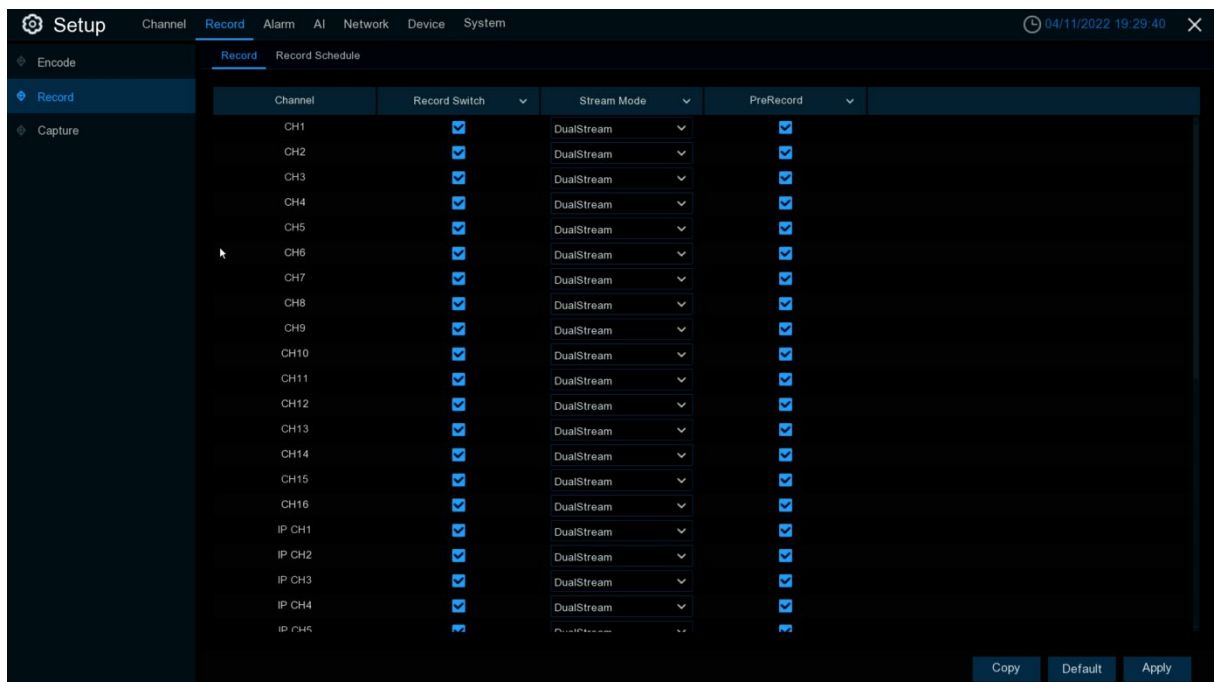 Setup Channel Record Alarm AI Network Device System 04/11/2022 19:29:40
Encode
Record
Capture
Record Record Schedule
Channel Record Switch Stream Mode PreRecord
CH1 DualStream
CH2 DualStream
CH3 DualStream
CH4 DualStream
CH5 DualStream
CH6 DualStream
CH7 DualStream
CH8 DualStream
CH9 DualStream
CH10 DualStream
CH11 DualStream
CH12 DualStream
CH13 DualStream
CH14 DualStream
CH15 DualStream
CH16 DualStream
IP CH1 DualStream
IP CH2 DualStream
IP CH3 DualStream
IP CH4 DualStream
IP CH5 DualStream
Copy Default Apply